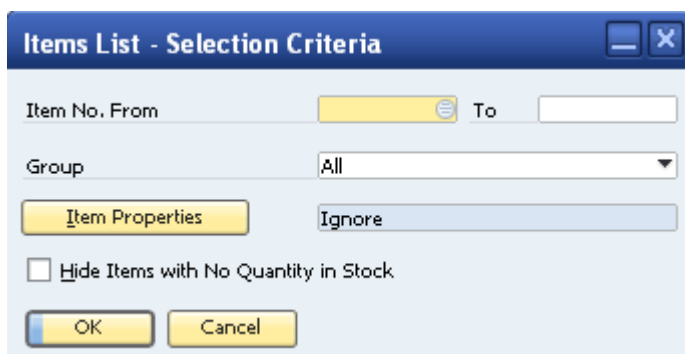 Items List - Selection Criteria
Item No. From To
Group All
Item Properties Ignore
Hide Items with No Quantity in Stock
OK Cancel